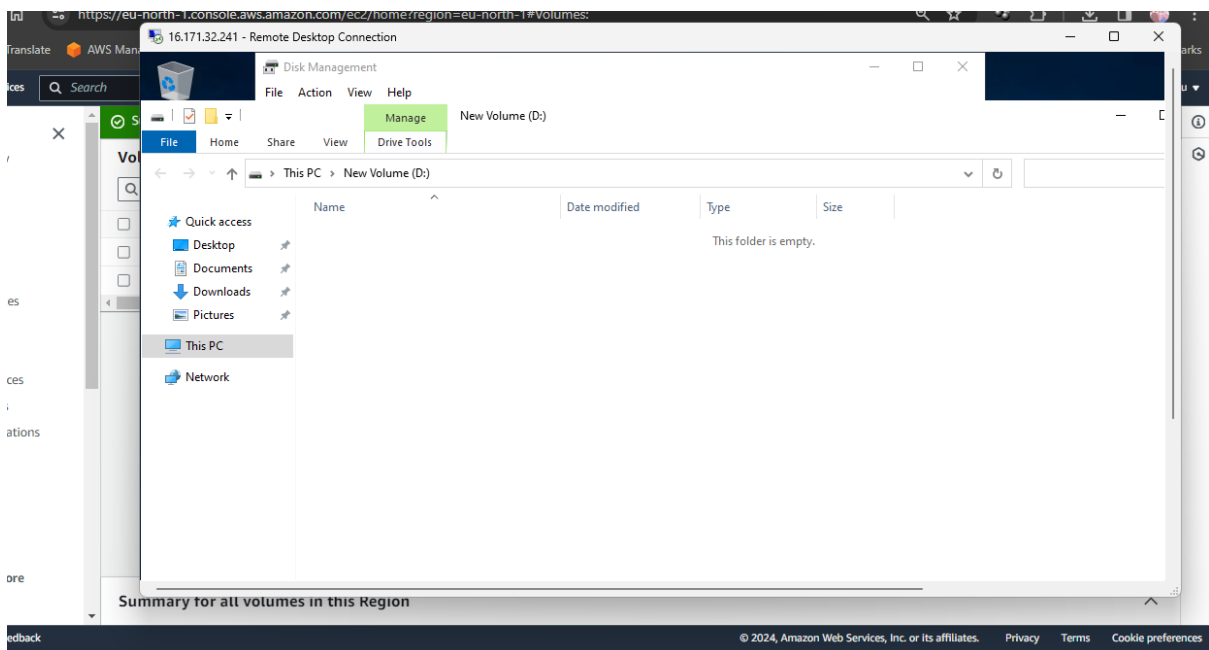 https://eu-north-1.console.aws.amazon.com/ec2/home?region=eu-north-1#Volumes:
Translate AWS Man arks
16.171.32.241 - Remote Desktop Connection
ices Search u
Disk Management
File Action View Help
Manage New Volume (D:)
File Home Share View Drive Tools
Vol
This PC > New Volume (D:)
Name Date modified Type Size
This folder is empty.
Quick access
Desktop
Documents
Downloads
Pictures
This PC
Network
es
ces
s
ations
ore
Summary for all volumes in this Region
edback © 2024, Amazon Web Services, Inc. or its affiliates. Privacy Terms Cookie preferences